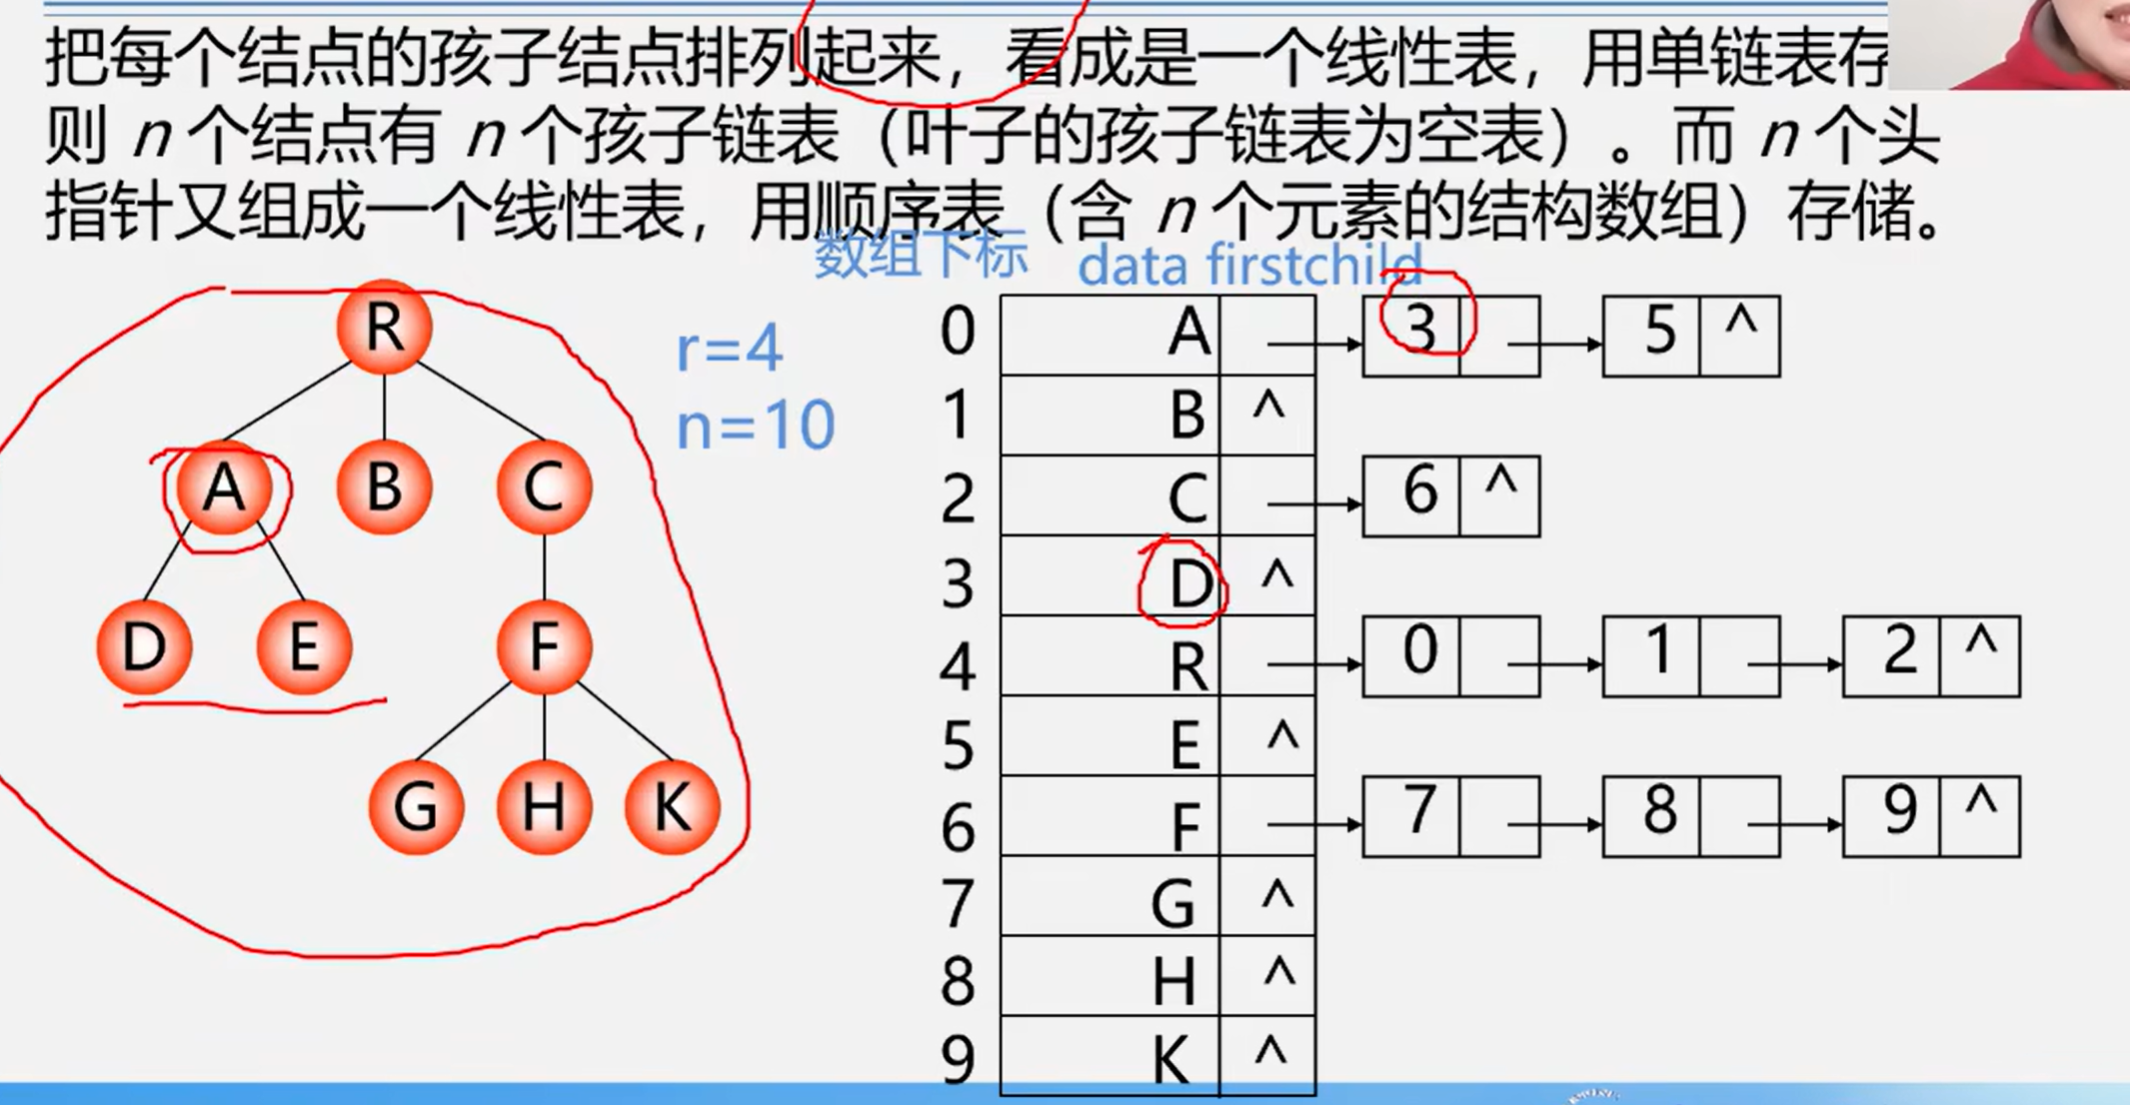 把每个结点的孩子结点排列起来，看成是一个线性表，用单链表存
则 n 个结点有 n 个孩子链表（叶子的孩子链表为空表）。而 n 个头
指针又组成一个线性表，用顺序表（含 n 个元素的结构数组）存储。
数组下标 data firstchild
R
A B C
D E F
G H K
r=4
n=10
0 A 3 5 ^
1 B ^
2 C 6 ^
3 D ^
4 R 0 1 2 ^
5 E ^
6 F 7 8 9 ^
7 G ^
8 H ^
9 K ^